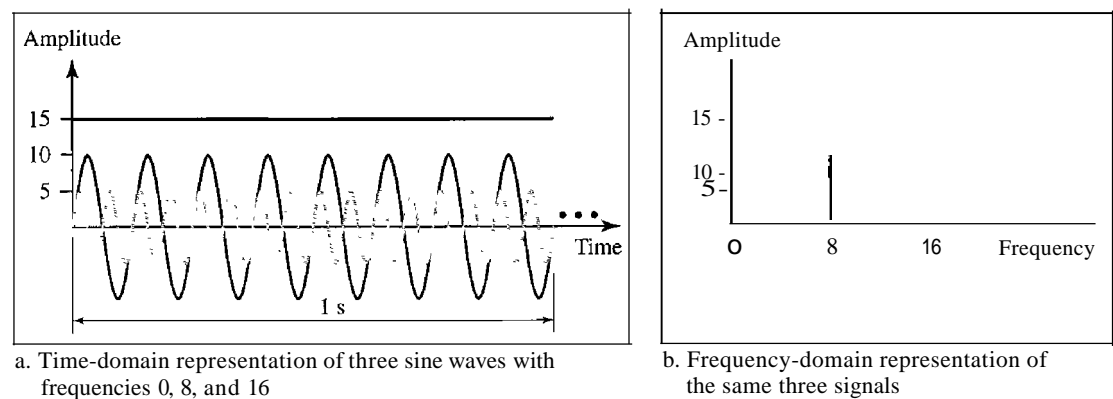 Amplitude
15
10
5
Time
1 s
a. Time-domain representation of three sine waves with
frequencies 0, 8, and 16
Amplitude
15 -
10 -
5 -
0
8
16
Frequency
b. Frequency-domain representation of
the same three signals